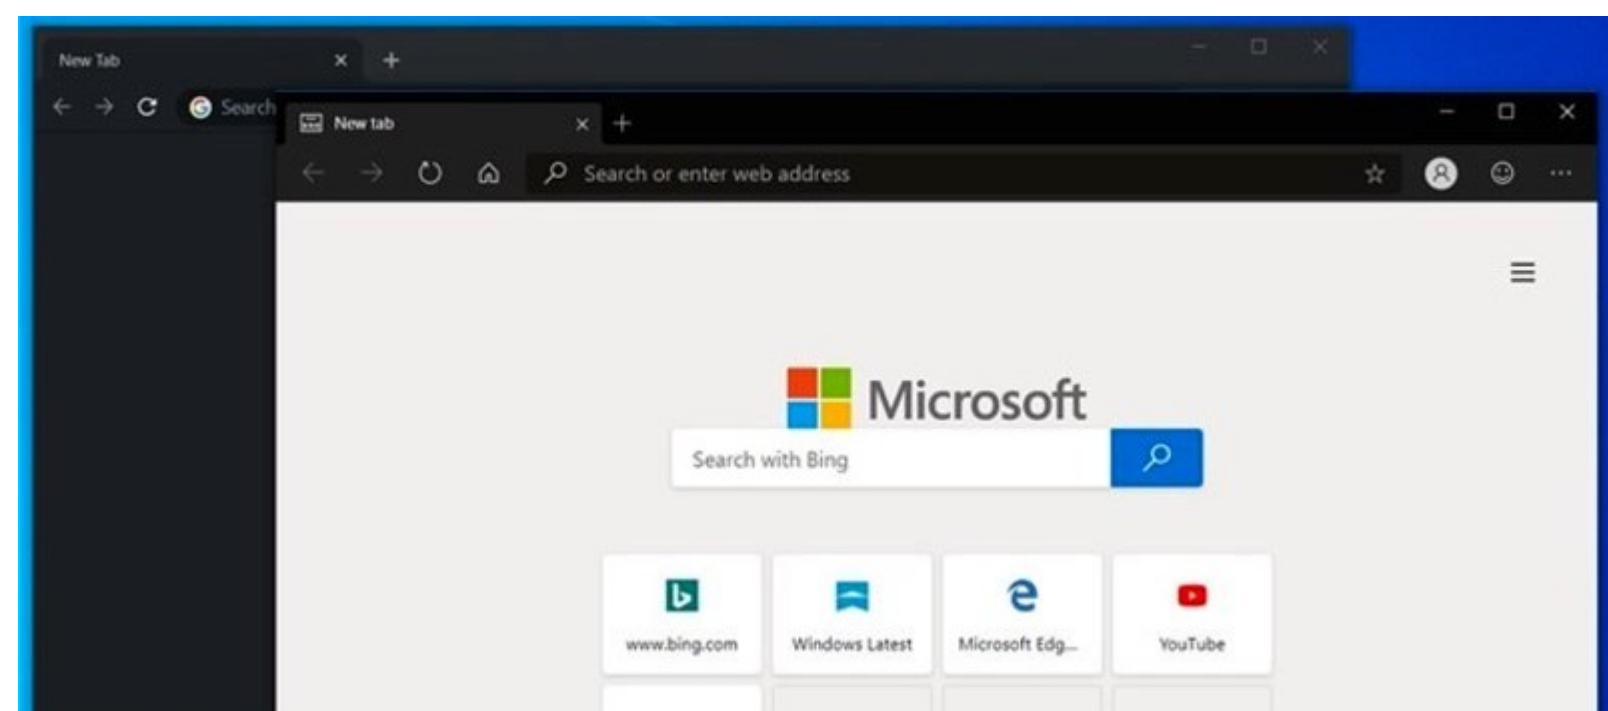 New Tab
Search
New tab
Search or enter web address
Microsoft
Search with Bing
www.bing.com
Windows Latest
Microsoft Edg...
YouTube